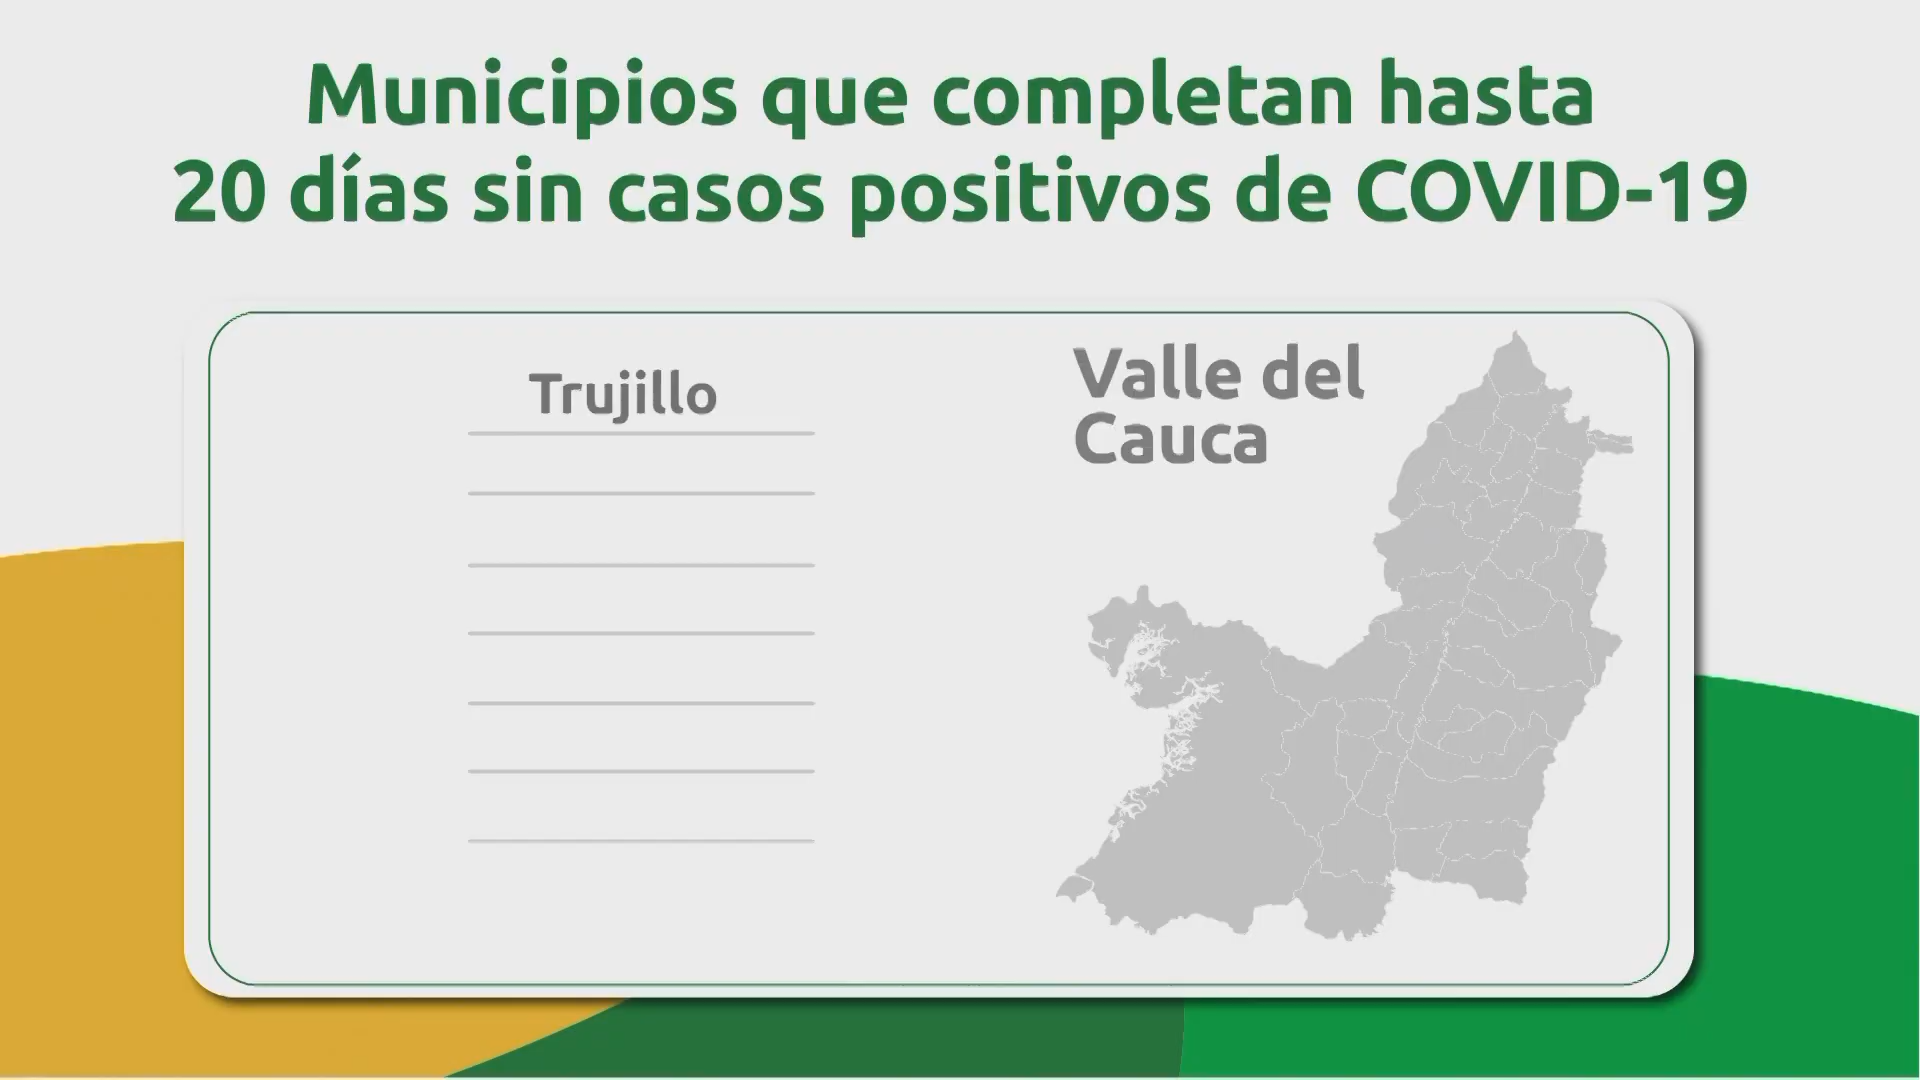 Municipios que completan hasta
20 días sin casos positivos de COVID-19
Trujillo
Valle del
Cauca